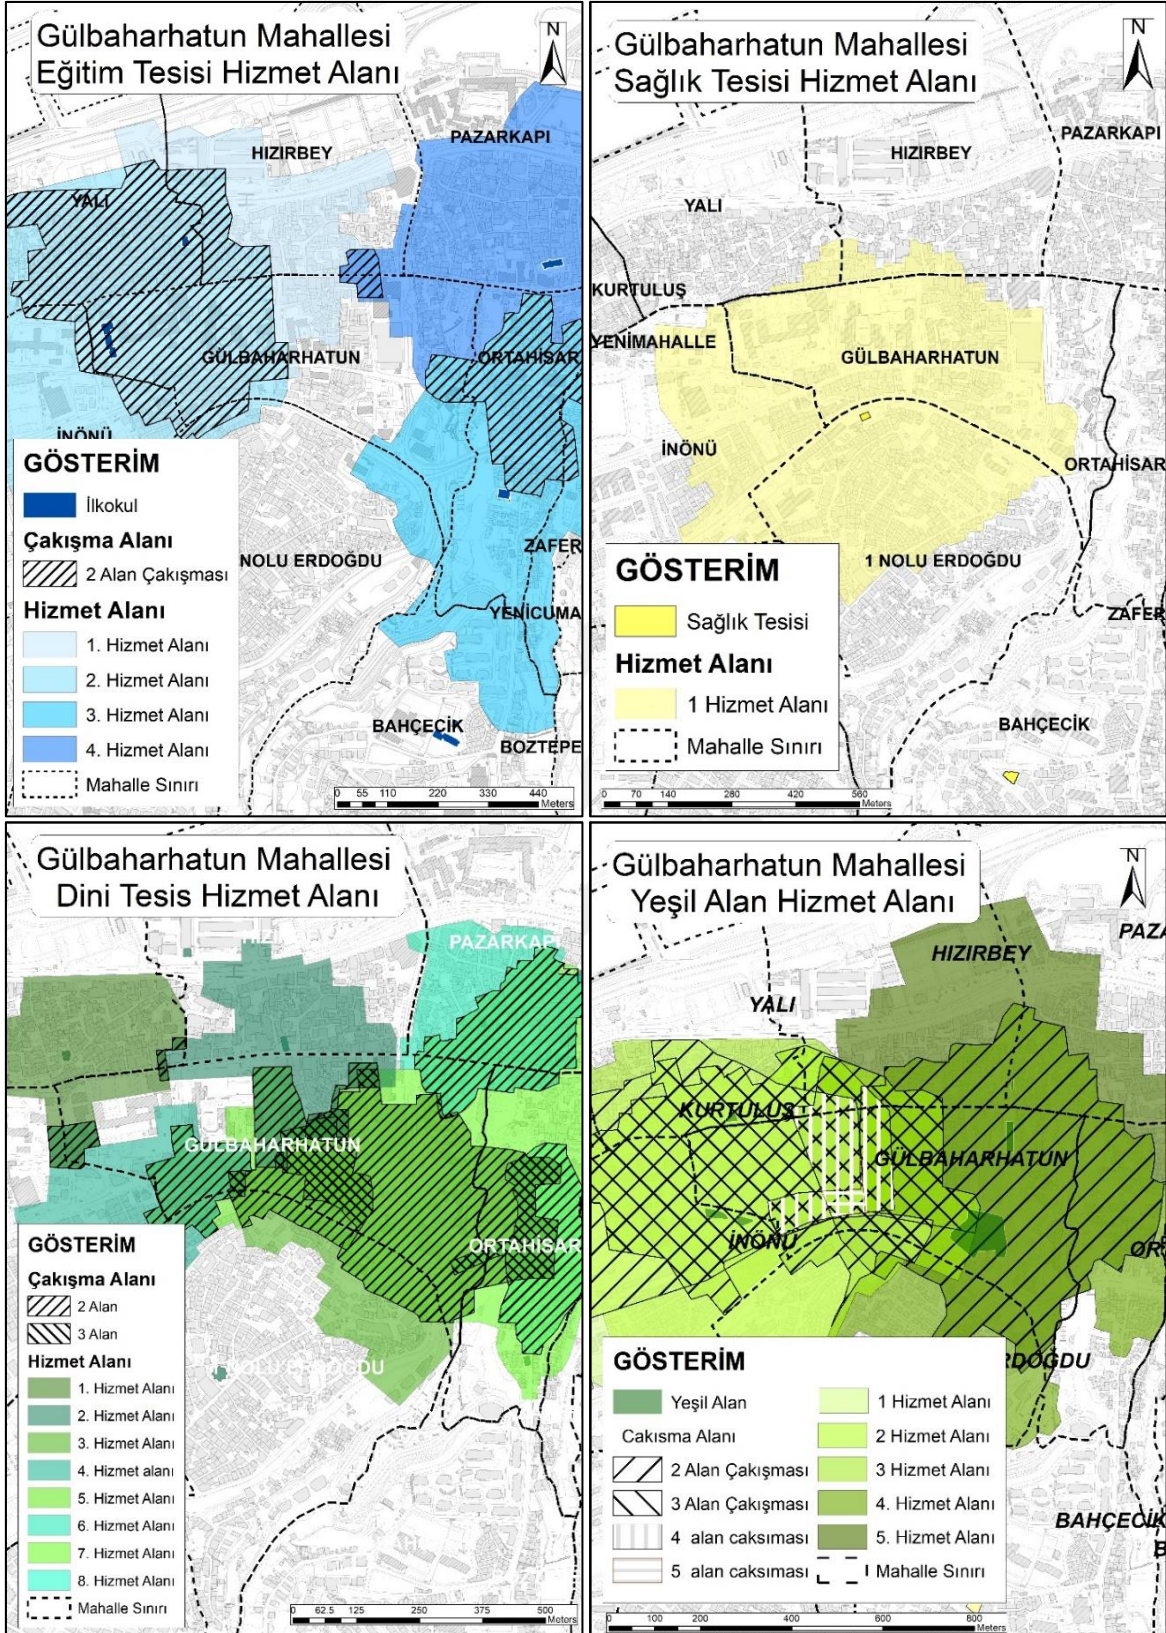 Gülbaharhatun Mahallesi
Eğitim Tesisi Hizmet Alanı
N
PAZARKAPI
HIZIRBEY
YALI
GÜLBAHARHATUN
ORTAHİSAR
İNÖNÜ
NOLU ERDOĞDU
ZAFER
YENİCUMA
BAHÇECİK
BOZTEPE
GÖSTERİM
İlkokul
Çakışma Alanı
2 Alan Çakışması
Hizmet Alanı
1. Hizmet Alanı
2. Hizmet Alanı
3. Hizmet Alanı
4. Hizmet Alanı
Mahalle Sınırı
0 55 110 220 330 440
Meters
Gülbaharhatun Mahallesi
Sağlık Tesisi Hizmet Alanı
N
PAZARKAPI
HIZIRBEY
YALI
KURTULUŞ
YENİMAHALLE
GÜLBAHARHATUN
İNÖNÜ
ORTAHİSAR
1 NOLU ERDOĞDU
ZAFER
BAHÇECİK
GÖSTERİM
Sağlık Tesisi
Hizmet Alanı
1 Hizmet Alanı
Mahalle Sınırı
0 70 140 280 420 560
Meters
Gülbaharhatun Mahallesi
Dini Tesis Hizmet Alanı
N
PAZARKAPI
GÜLBAHARHATUN
ORTAHİSAR
GÖSTERİM
Çakışma Alanı
2 Alan
3 Alan
Hizmet Alanı
1. Hizmet Alanı
2. Hizmet Alanı
3. Hizmet Alanı
4. Hizmet alanı
5. Hizmet Alanı
6. Hizmet Alanı
7. Hizmet Alanı
8. Hizmet Alanı
Mahalle Sınırı
0 62.5 125 250 375 500
Meters
Gülbaharhatun Mahallesi
Yeşil Alan Hizmet Alanı
N
PAZA
HIZIRBEY
YALI
KURTULUŞ
GÜLBAHARHATUN
İNÖNÜ
RDOĞDU
BAHÇECİK
GÖSTERİM
Yeşil Alan
Cakısma Alanı
2 Alan Çakışması
3 Alan Çakışması
4 alan caksıması
5 alan caksıması
1 Hizmet Alanı
2 Hizmet Alanı
3 Hizmet Alanı
4. Hizmet Alanı
5. Hizmet Alanı
Mahalle Sınırı
0 100 200 400 600 800
Meters